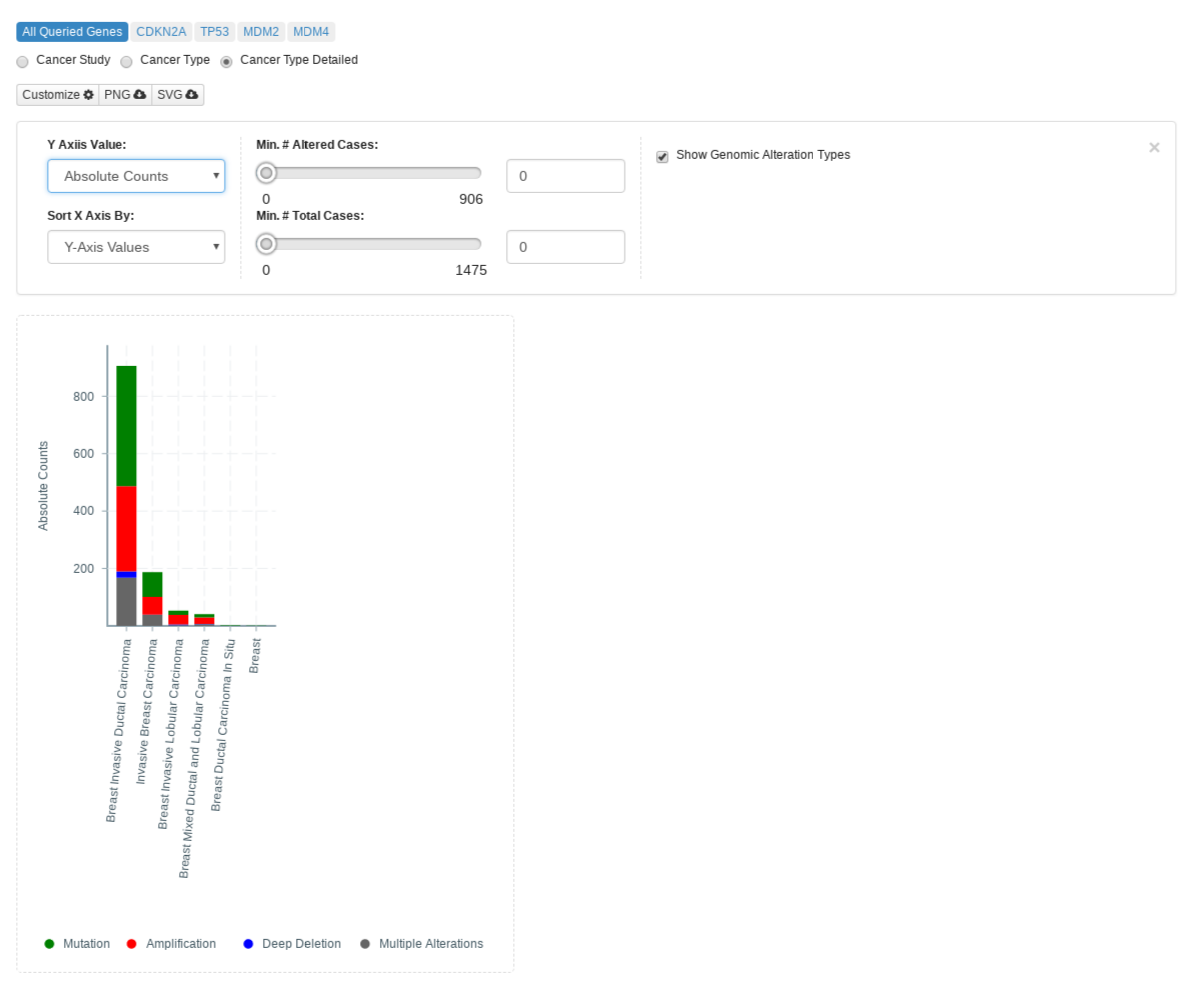 All Queried Genes CDKN2A TP53 MDM2 MDM4
Cancer Study Cancer Type Cancer Type Detailed
Customize PNG SVG
Y Axiis Value: Min. # Altered Cases:
Show Genomic Alteration Types ×
Absolute Counts 0
0 906
Sort X Axis By: Min. # Total Cases:
Y-Axis Values 0
0 1475
Absolute Counts
800
600
400
200
Breast Invasive Ductal Carcinoma
Invasive Breast Carcinoma
Breast Invasive Lobular Carcinoma
Breast Mixed Ductal and Lobular Carcinoma
Breast Ductal Carcinoma In Situ
Breast
Mutation Amplification Deep Deletion Multiple Alterations